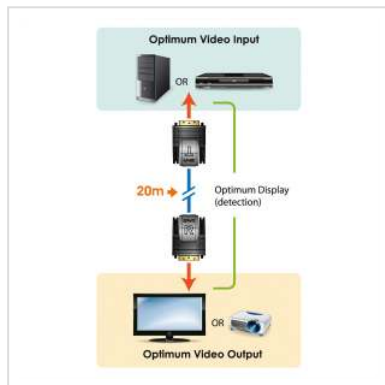 Optimum Video Input
OR
20m
Optimum Display
(detection)
OR
Optimum Video Output